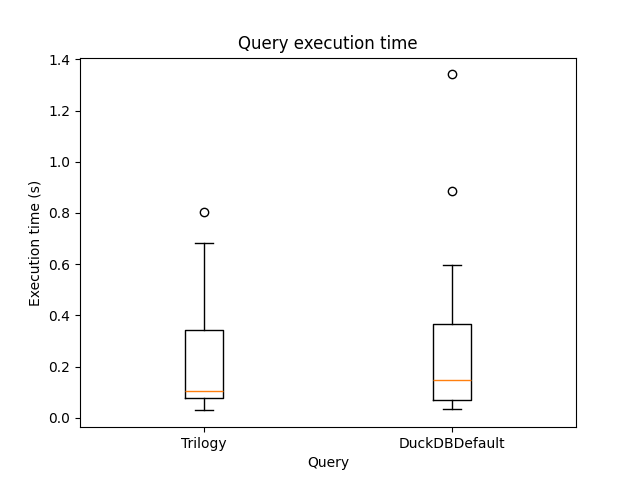 Query execution time
Execution time (s)
1.4
1.2
1.0
0.8
0.6
0.4
0.2
0.0
Trilogy
DuckDBDefault
Query